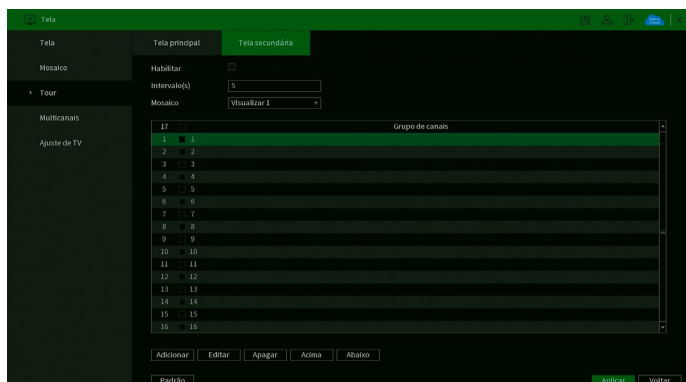 Tela
Tela
Mosaico
> Tour
Multicanais
Ajuste de TV
Tela principal
Tela secundária
Habilitar
Intervalo(s) 5
Mosaico Visualizar 1
17 Grupo de canais
1 1
2 2
3 3
4 4
5 5
6 6
7 7
8 8
9 9
10 10
11 11
12 12
13 13
14 14
15 15
16 16
Adicionar Editar Apagar Acima Abaixo
Padrão Aplicar Voltar